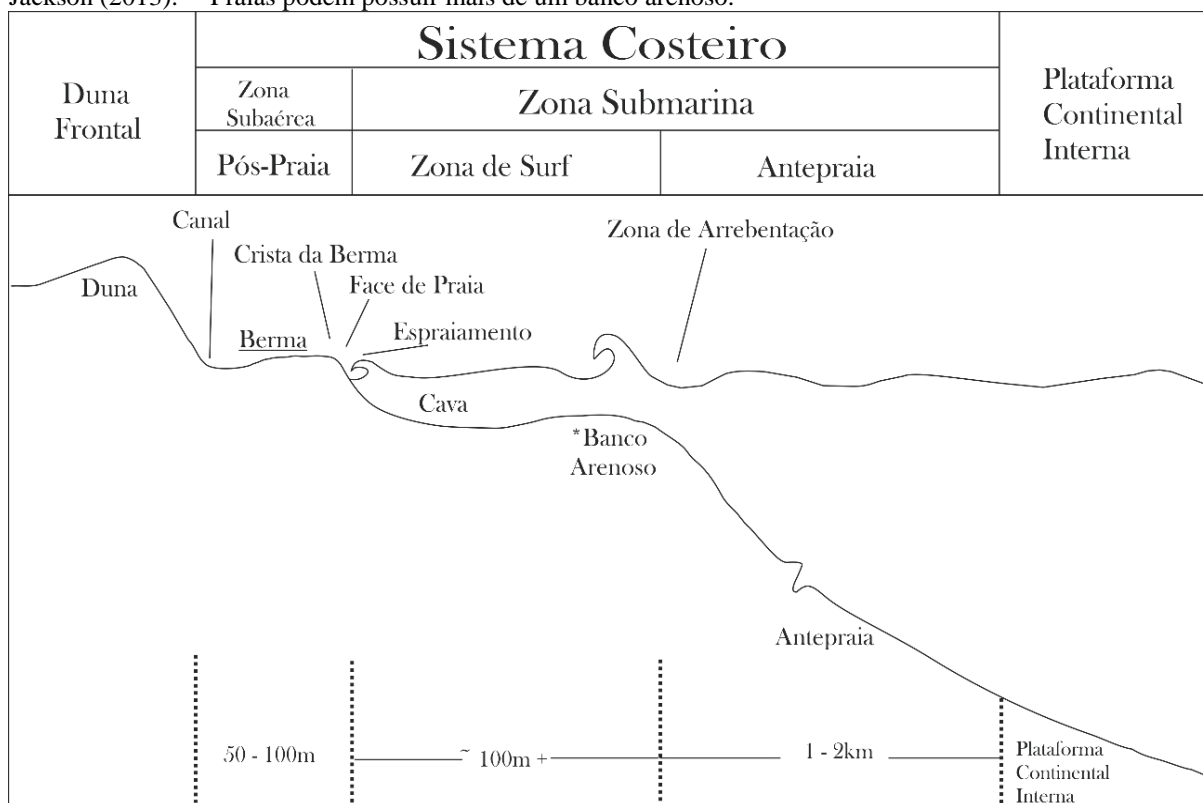 Jackson (2013). * Praias podem possuir mais de um banco arenoso.
Sistema Costeiro
Duna
Frontal
Zona
Subaérea
Zona Submarina
Plataforma
Continental
Interna
Pós-Praia
Zona de Surf
Antepraia
Canal
Crista da Berma
Face de Praia
Zona de Arrebentação
Duna
Berma
Espraiamento
Cava
*Banco
Arenoso
Antepraia
50 - 100m
~ 100m +
1 - 2km
Plataforma
Continental
Interna